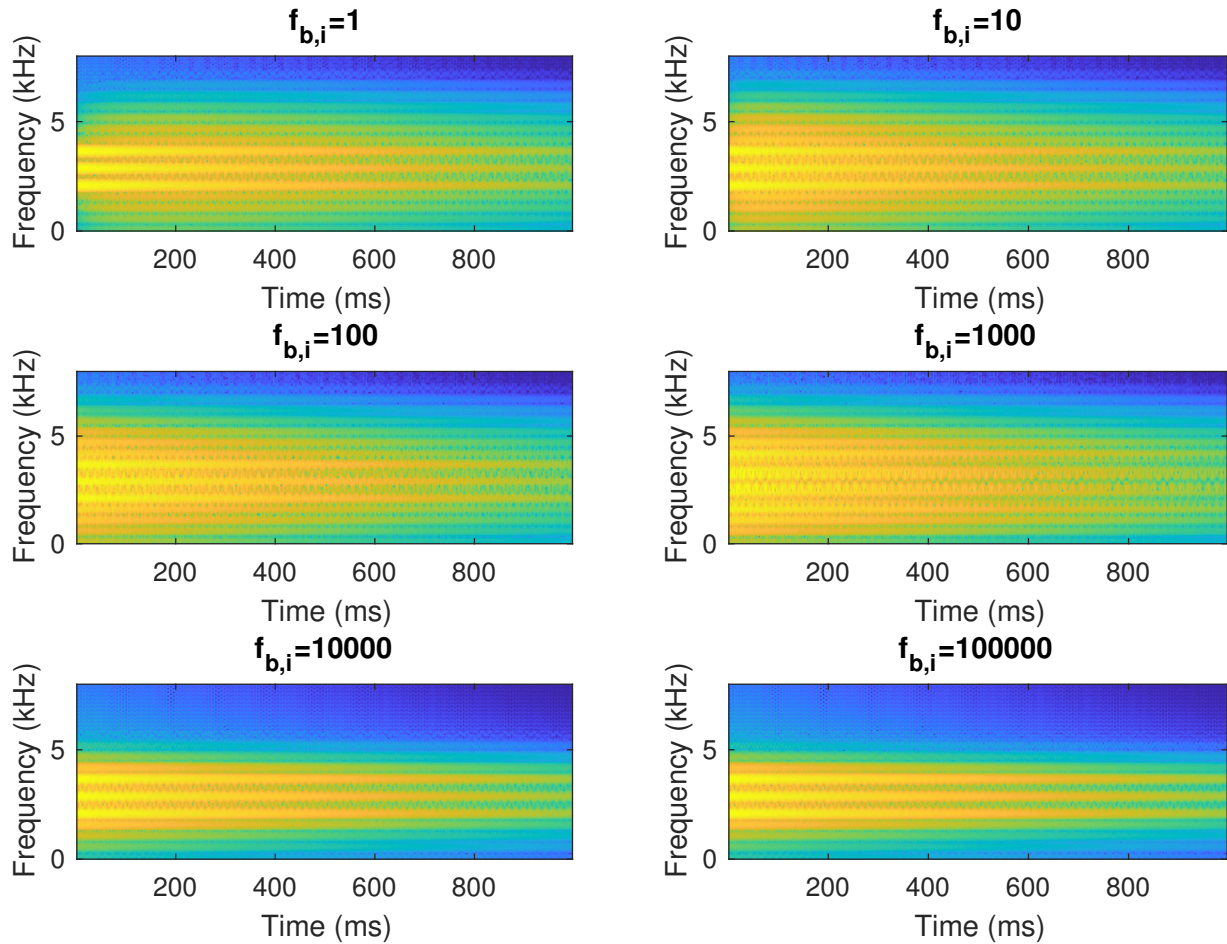 f_b,i=1
Frequency (kHz)
5
0
200 400 600 800
Time (ms)
f_b,i=10
Frequency (kHz)
5
0
200 400 600 800
Time (ms)
f_b,i=100
Frequency (kHz)
5
0
200 400 600 800
Time (ms)
f_b,i=1000
Frequency (kHz)
5
0
200 400 600 800
Time (ms)
f_b,i=10000
Frequency (kHz)
5
0
200 400 600 800
Time (ms)
f_b,i=100000
Frequency (kHz)
5
0
200 400 600 800
Time (ms)